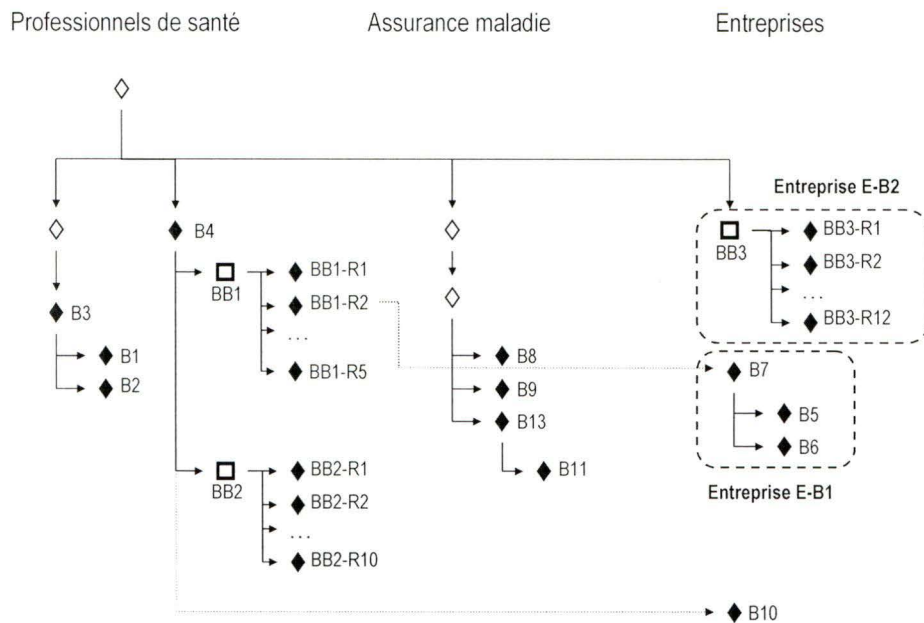 Professionels de santé Assurance maladie Entreprises
Entreprise E-B2
B4
BB3
BB3-R1
BB3-R2
...
BB3-R12
BB1
BB1-R1
BB1-R2
...
BB1-R5
B3
B1
B2
B8
B9
B13
B11
B7
B5
B6
Entreprise E-B1
BB2
BB2-R1
BB2-R2
...
BB2-R10
B10